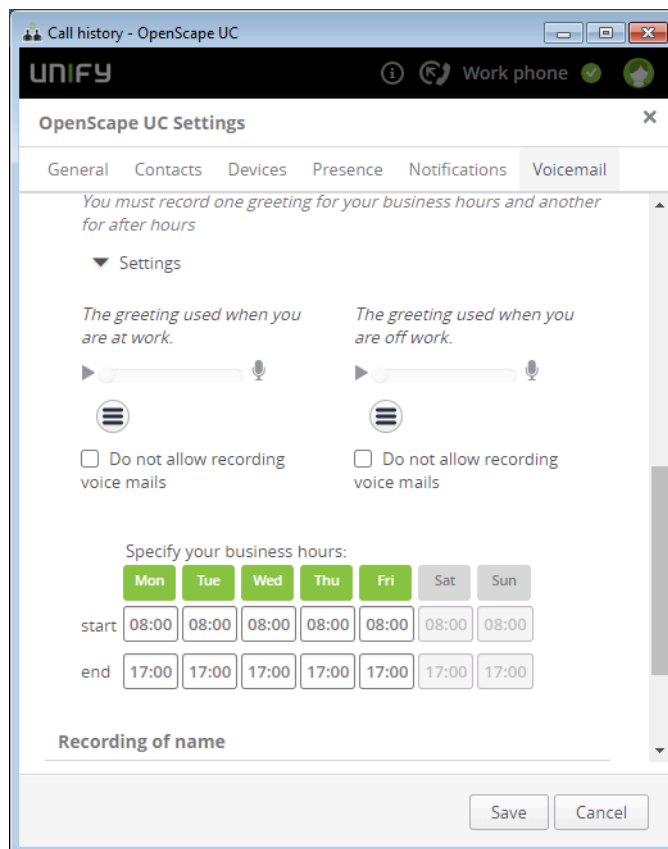 Call history - OpenScape UC
UNIFY
Work phone
OpenScape UC Settings
General Contacts Devices Presence Notifications Voicemail
You must record one greeting for your business hours and another
for after hours
Settings
The greeting used when you
are at work.
The greeting used when you
are off work.
Do not allow recording
voice mails
Do not allow recording
voice mails
Specify your business hours:
Mon Tue Wed Thu Fri Sat Sun
start 08:00 08:00 08:00 08:00 08:00 08:00 08:00
end 17:00 17:00 17:00 17:00 17:00 17:00 17:00
Recording of name
Save Cancel